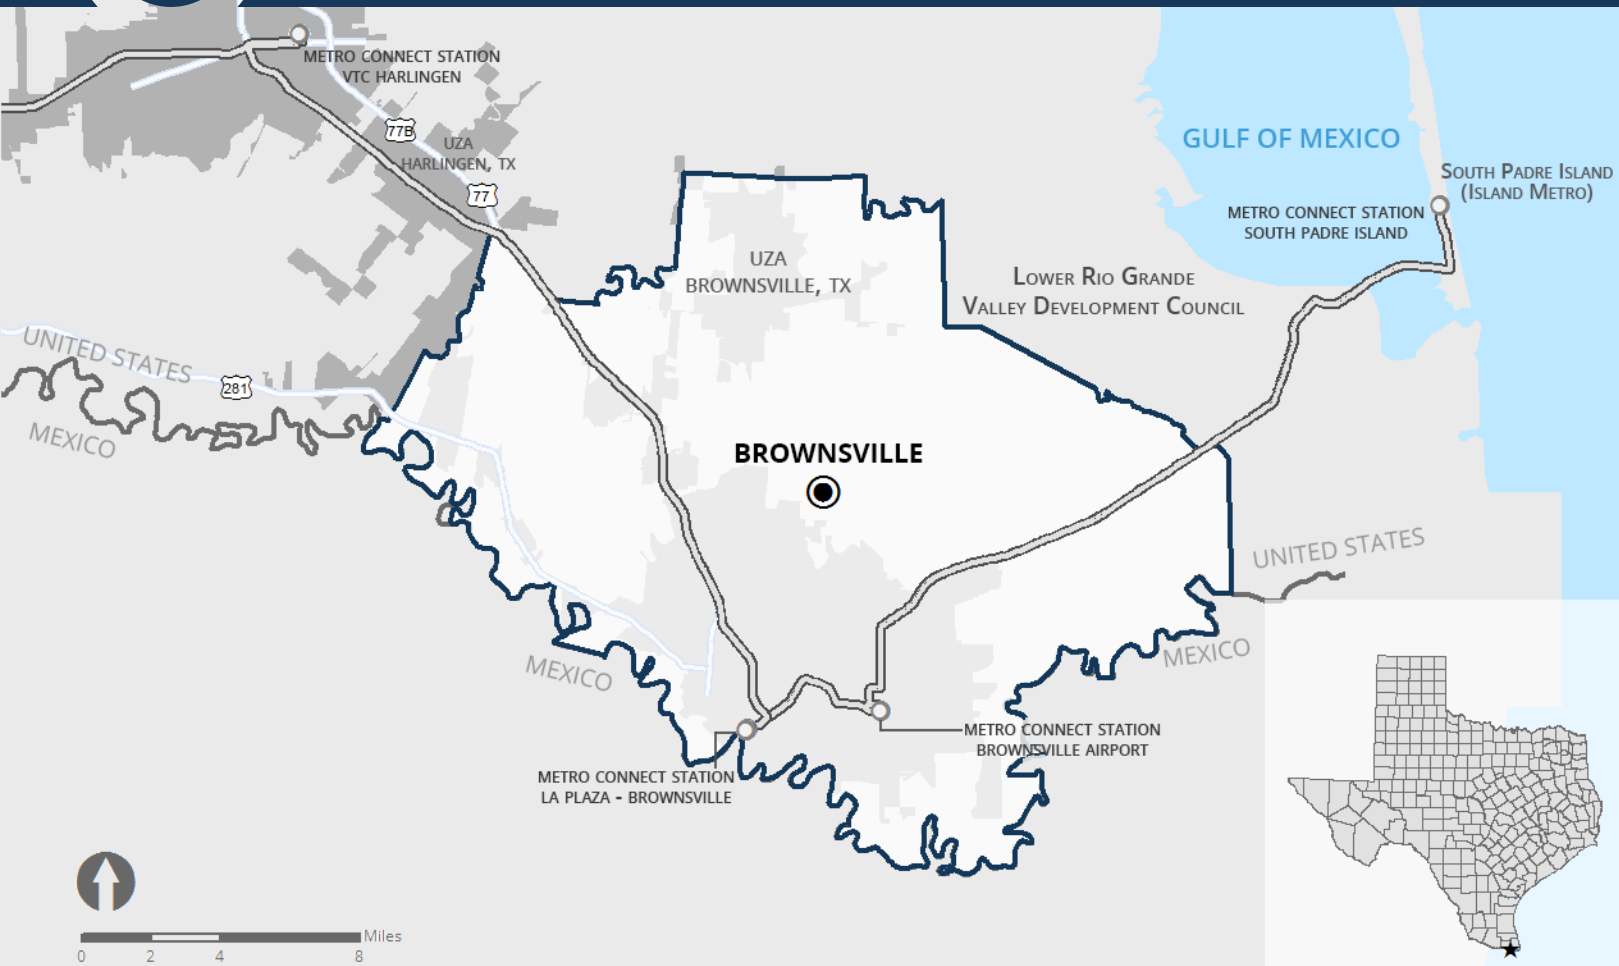 METRO CONNECT STATION
VTC HARLINGEN
77B
UZA
HARLINGEN, TX
77
GULF OF MEXICO
SOUTH PADRE ISLAND
(ISLAND METRO)
METRO CONNECT STATION
SOUTH PADRE ISLAND
UZA
BROWNSVILLE, TX
LOWER RIO GRANDE
VALLEY DEVELOPMENT COUNCIL
UNITED STATES
281
MEXICO
BROWNSVILLE
UNITED STATES
MEXICO
MEXICO
METRO CONNECT STATION
BROWNSVILLE AIRPORT
METRO CONNECT STATION
LA PLAZA - BROWNSVILLE
Miles
0 2 4 8